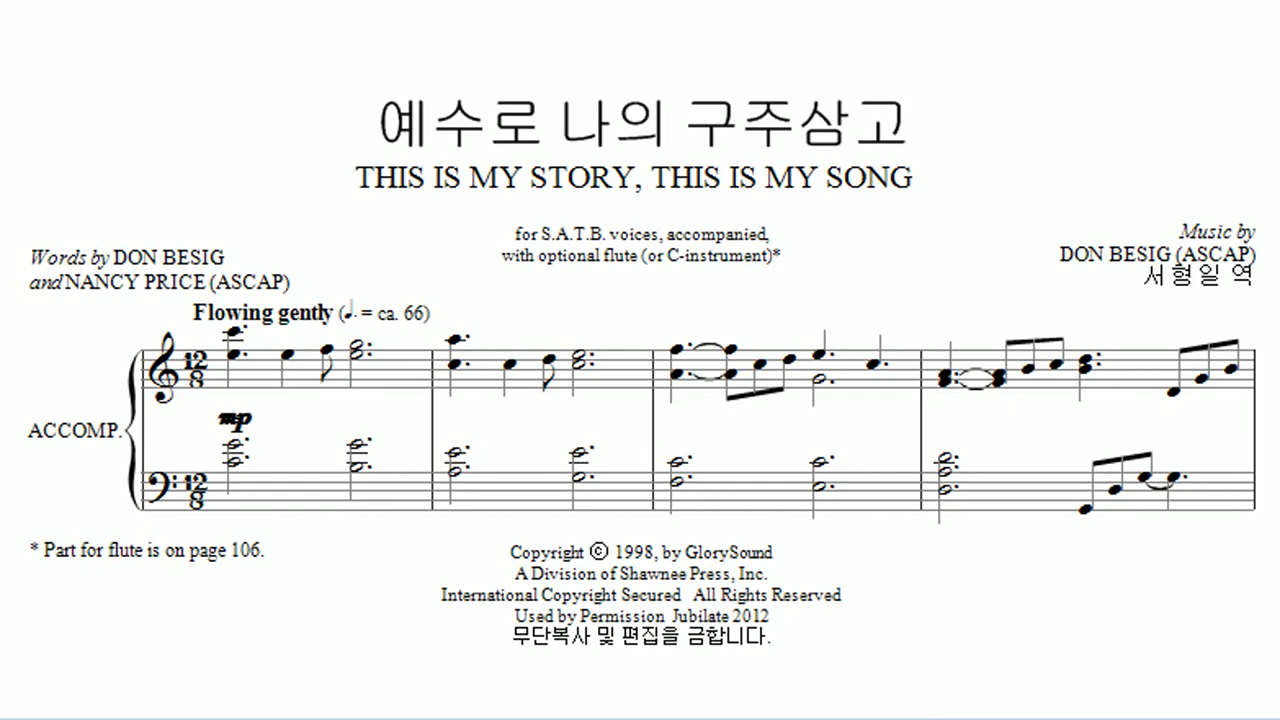 예수로 나의 구주삼고
THIS IS MY STORY, THIS IS MY SONG
for S.A.T.B. voices, accompanied,
with optional flute (or C-instrument)*
Words by DON BESIG
and NANCY PRICE (ASCAP)
Music by
DON BESIG (ASCAP)
서 형 일 역
Flowing gently (♩. = ca. 66)
12
8
mp
ACCOMP.
12
8
* Part for flute is on page 106.
Copyright © 1998, by GlorySound
A Division of Shawnee Press, Inc.
International Copyright Secured All Rights Reserved
Used by Permission Jubilate 2012
무단복사 및 편집을 금합니다.